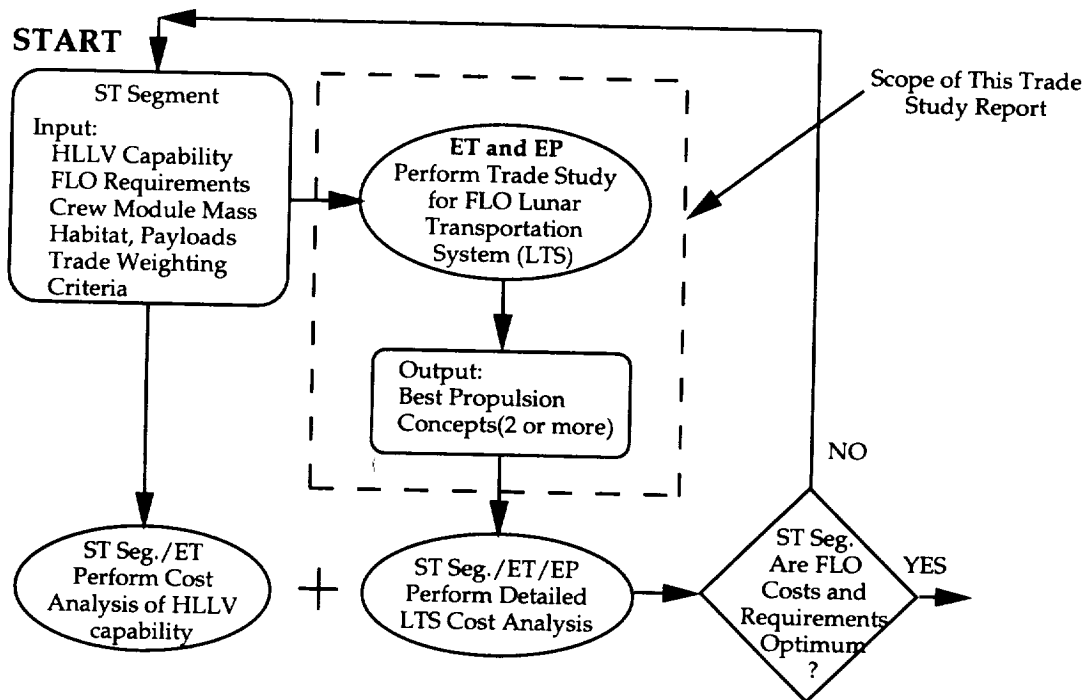 START
ST Segment
Input:
HLLV Capability
FLO Requirements
Crew Module Mass
Habitat, Payloads
Trade Weighting
Criteria
ET and EP
Perform Trade Study
for FLO Lunar
Transportation
System (LTS)
Scope of This Trade
Study Report
Output:
Best Propulsion
Concepts(2 or more)
NO
ST Seg./ET
Perform Cost
Analysis of HLLV
capability
+
ST Seg./ET/EP
Perform Detailed
LTS Cost Analysis
ST Seg.
Are FLO
Costs and
Requirements
Optimum
?
YES